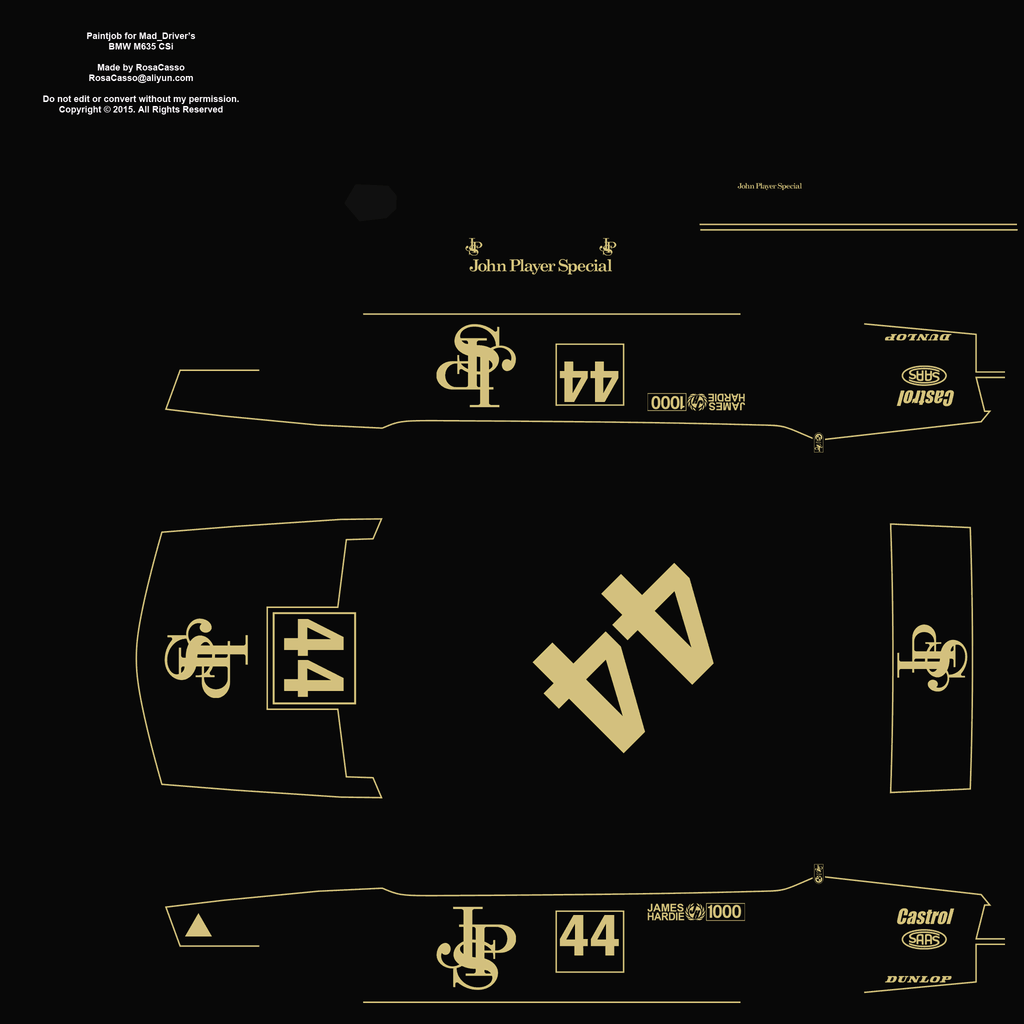 Paintjob for Mad_Driver's
BMW M635 CSi
Made by RosaCasso
RosaCasso@aliyun.com
Do not edit or convert without my permission.
Copyright © 2015. All Rights Reserved
John Player Special
JPS JPS
John Player Special
DUNLOP
JPS
44
SAAS
Castrol
JAMES
HARDIE 1000
JPS
44
44
JPS
JPS
44
JAMES
HARDIE 1000
Castrol
SAAS
DUNLOP